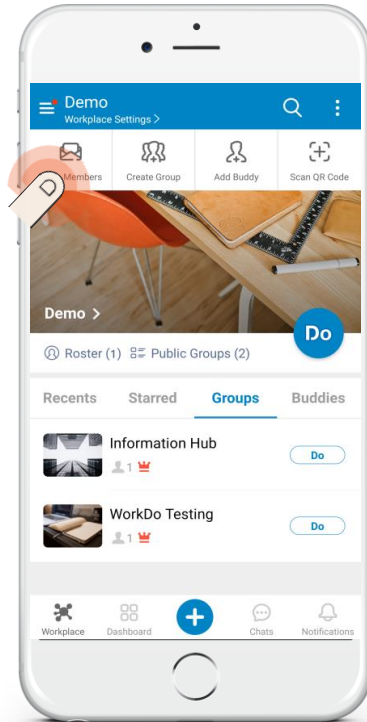 Demo
Workplace Settings >
Members
Create Group
Add Buddy
Scan QR Code
Demo >
Do
Roster (1)
Public Groups (2)
Recents
Starred
Groups
Buddies
Information Hub
1
Do
WorkDo Testing
1
Do
Workplace
Dashboard
Chats
Notifications